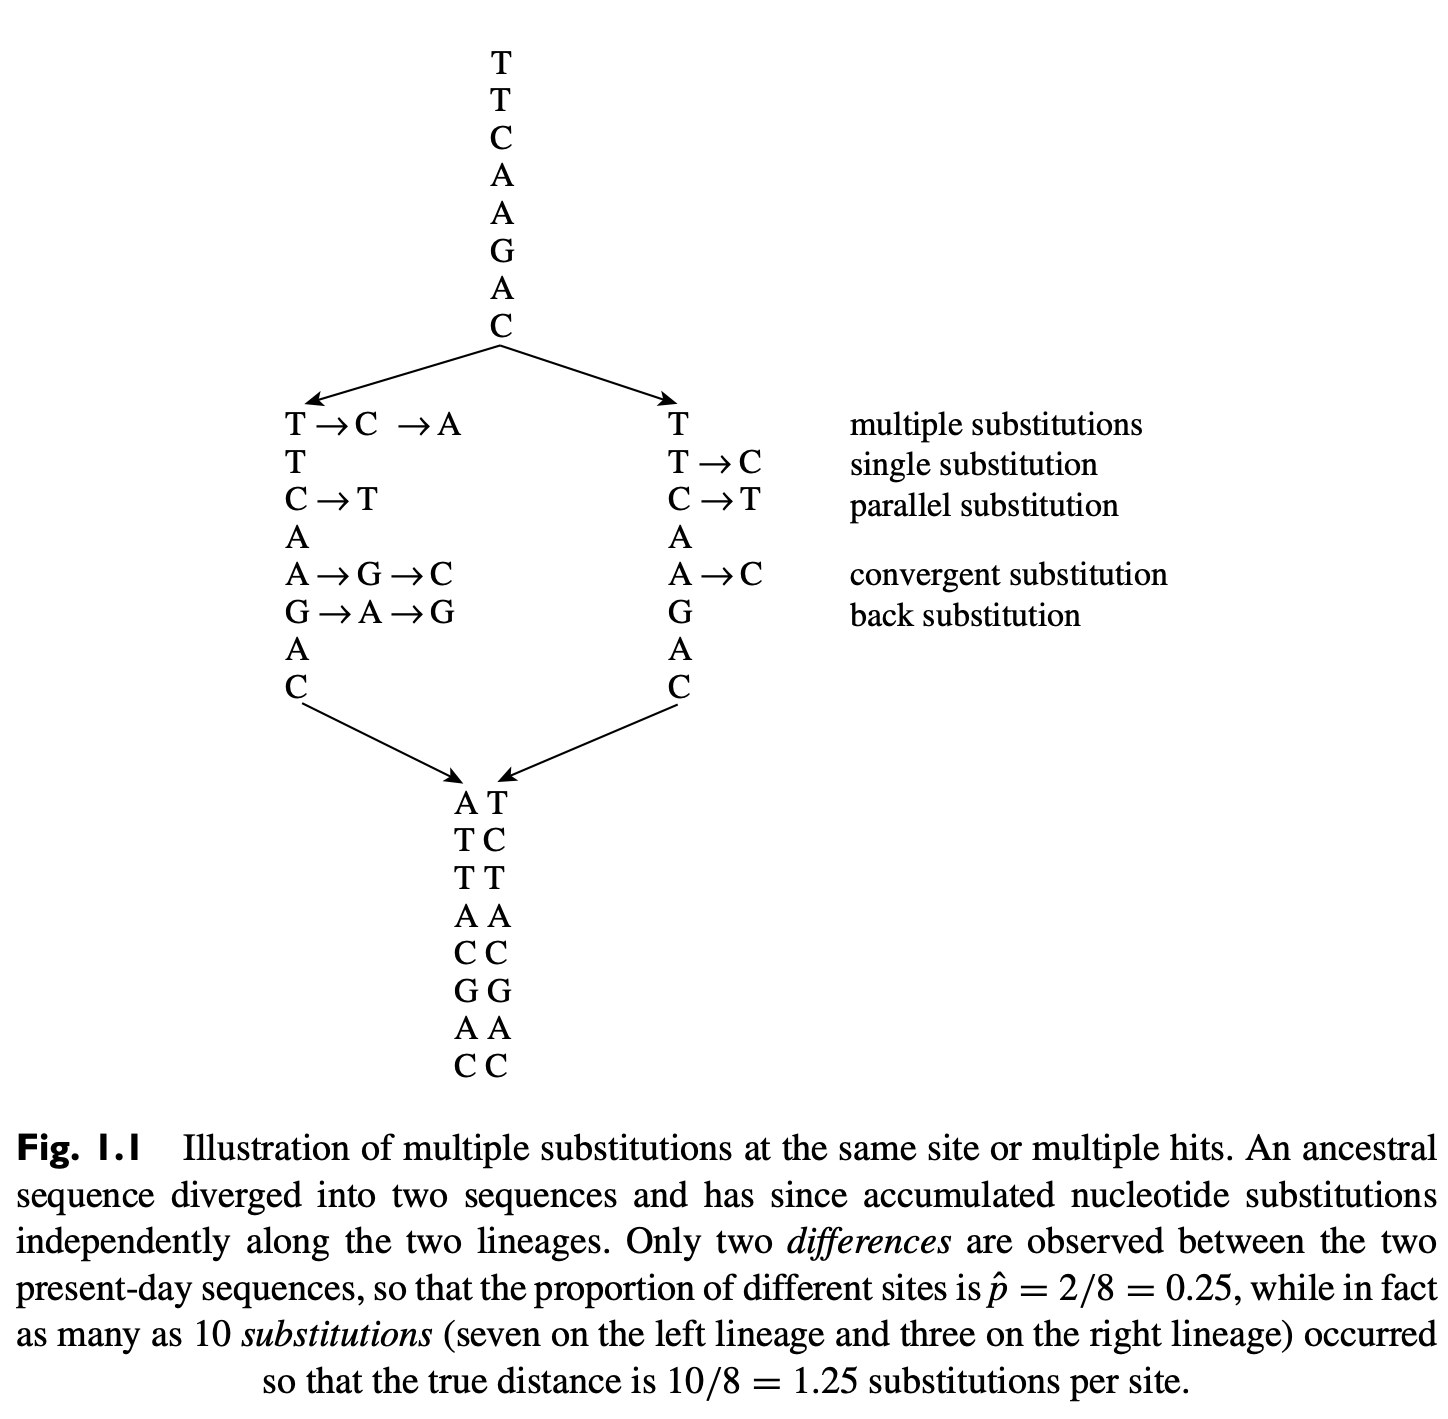 T
T
C
A
A
G
A
C
T → C → A T multiple substitutions
T T → C single substitution
C → T C → T parallel substitution
A A
A → G → C A → C convergent substitution
G → A → G G back substitution
A A
C C
A T
T C
T T
A A
C C
G G
A A
C C
Fig. 1.1 Illustration of multiple substitutions at the same site or multiple hits. An ancestral
sequence diverged into two sequences and has since accumulated nucleotide substitutions
independently along the two lineages. Only two differences are observed between the two
present-day sequences, so that the proportion of different sites is p̂ = 2/8 = 0.25, while in fact
as many as 10 substitutions (seven on the left lineage and three on the right lineage) occurred
so that the true distance is 10/8 = 1.25 substitutions per site.